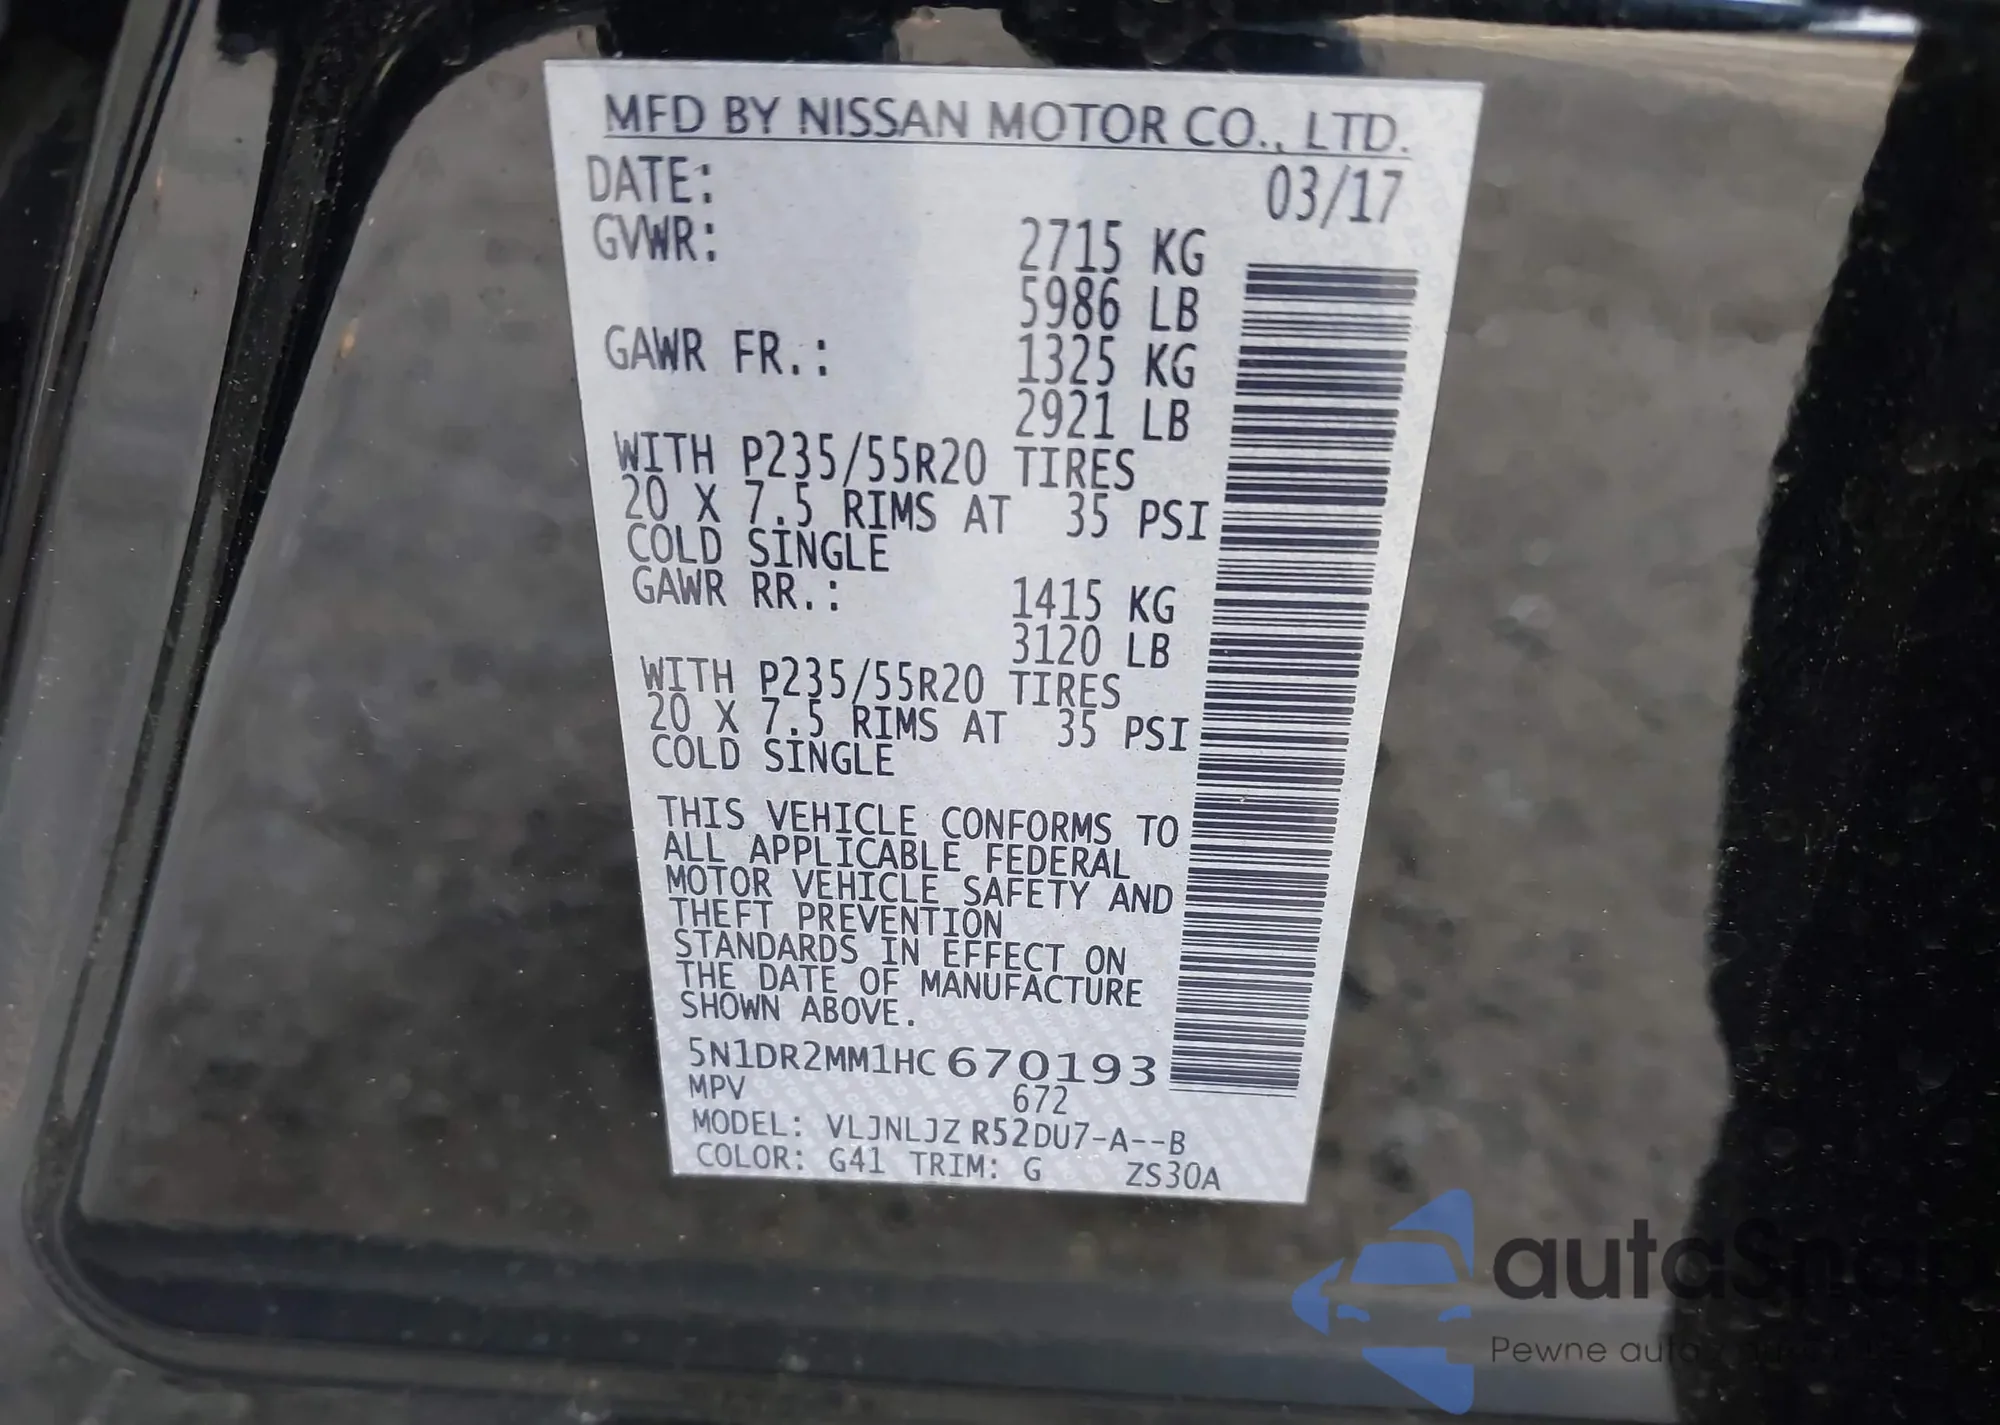 MFD BY NISSAN MOTOR CO., LTD.
DATE: 03/17
GVWR: 2715 KG
5986 LB
GAWR FR.: 1325 KG
2921 LB
WITH P235/55R20 TIRES
20 X 7.5 RIMS AT 35 PSI
COLD SINGLE
GAWR RR.: 1415 KG
3120 LB
WITH P235/55R20 TIRES
20 X 7.5 RIMS AT 35 PSI
COLD SINGLE
THIS VEHICLE CONFORMS TO
ALL APPLICABLE FEDERAL
MOTOR VEHICLE SAFETY AND
THEFT PREVENTION
STANDARDS IN EFFECT ON
THE DATE OF MANUFACTURE
SHOWN ABOVE.
5N1DR2MM1HC670193
MPV 672
MODEL: VLJNLJZ R52DU7-A--B
COLOR: G41 TRIM: G ZS30A
autaSnap
Pewne auta